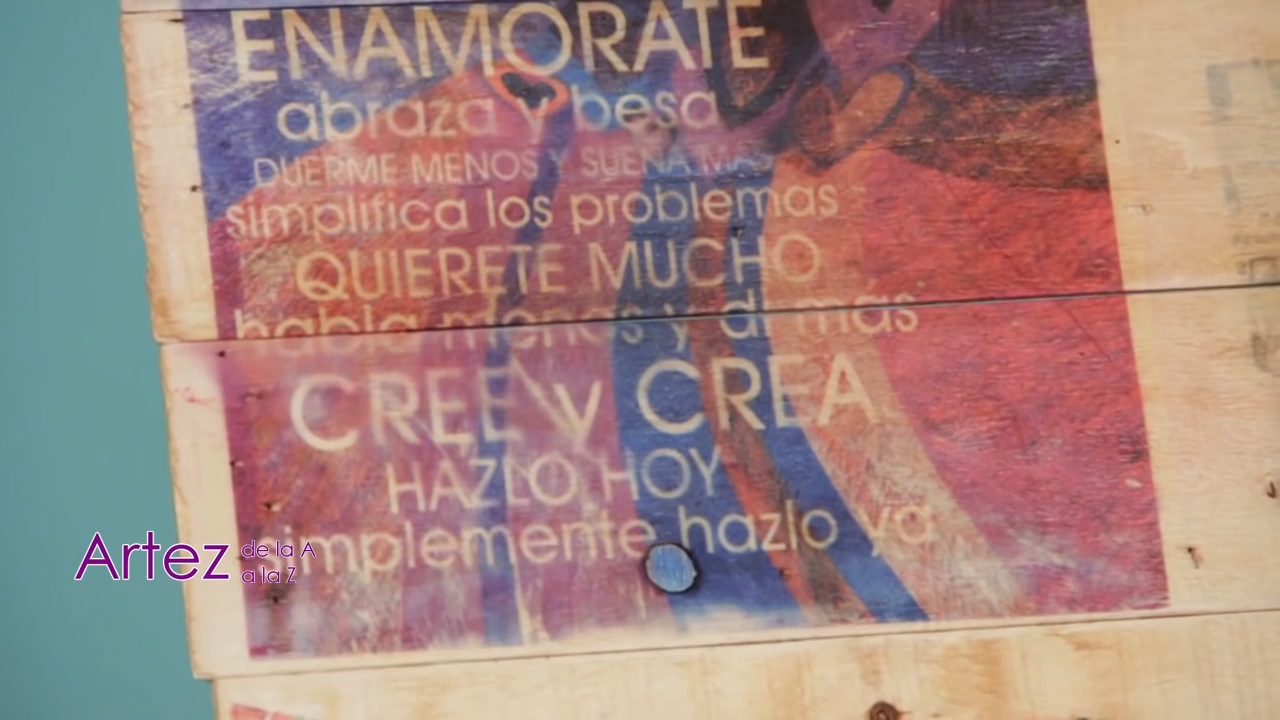 ENAMORATE
abraza y besa
DUERME MENOS Y SUEÑA MAS
simplifica los problemas
QUIERETE MUCHO
habla menos y di más
CREE y CREA
HAZLO HOY
simplemente hazlo ya
Artez de la A
a la Z